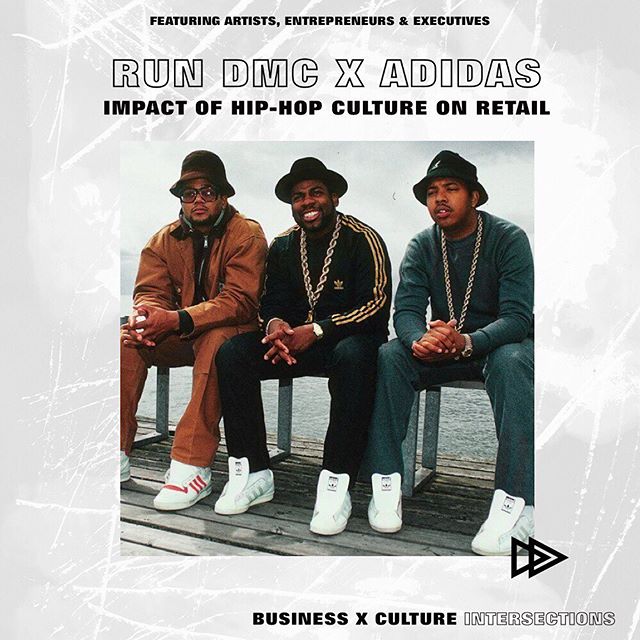 FEATURING ARTISTS, ENTREPRENEURS & EXECUTIVES
RUN DMC X ADIDAS
IMPACT OF HIP-HOP CULTURE ON RETAIL
BUSINESS X CULTURE INTERSECTIONS